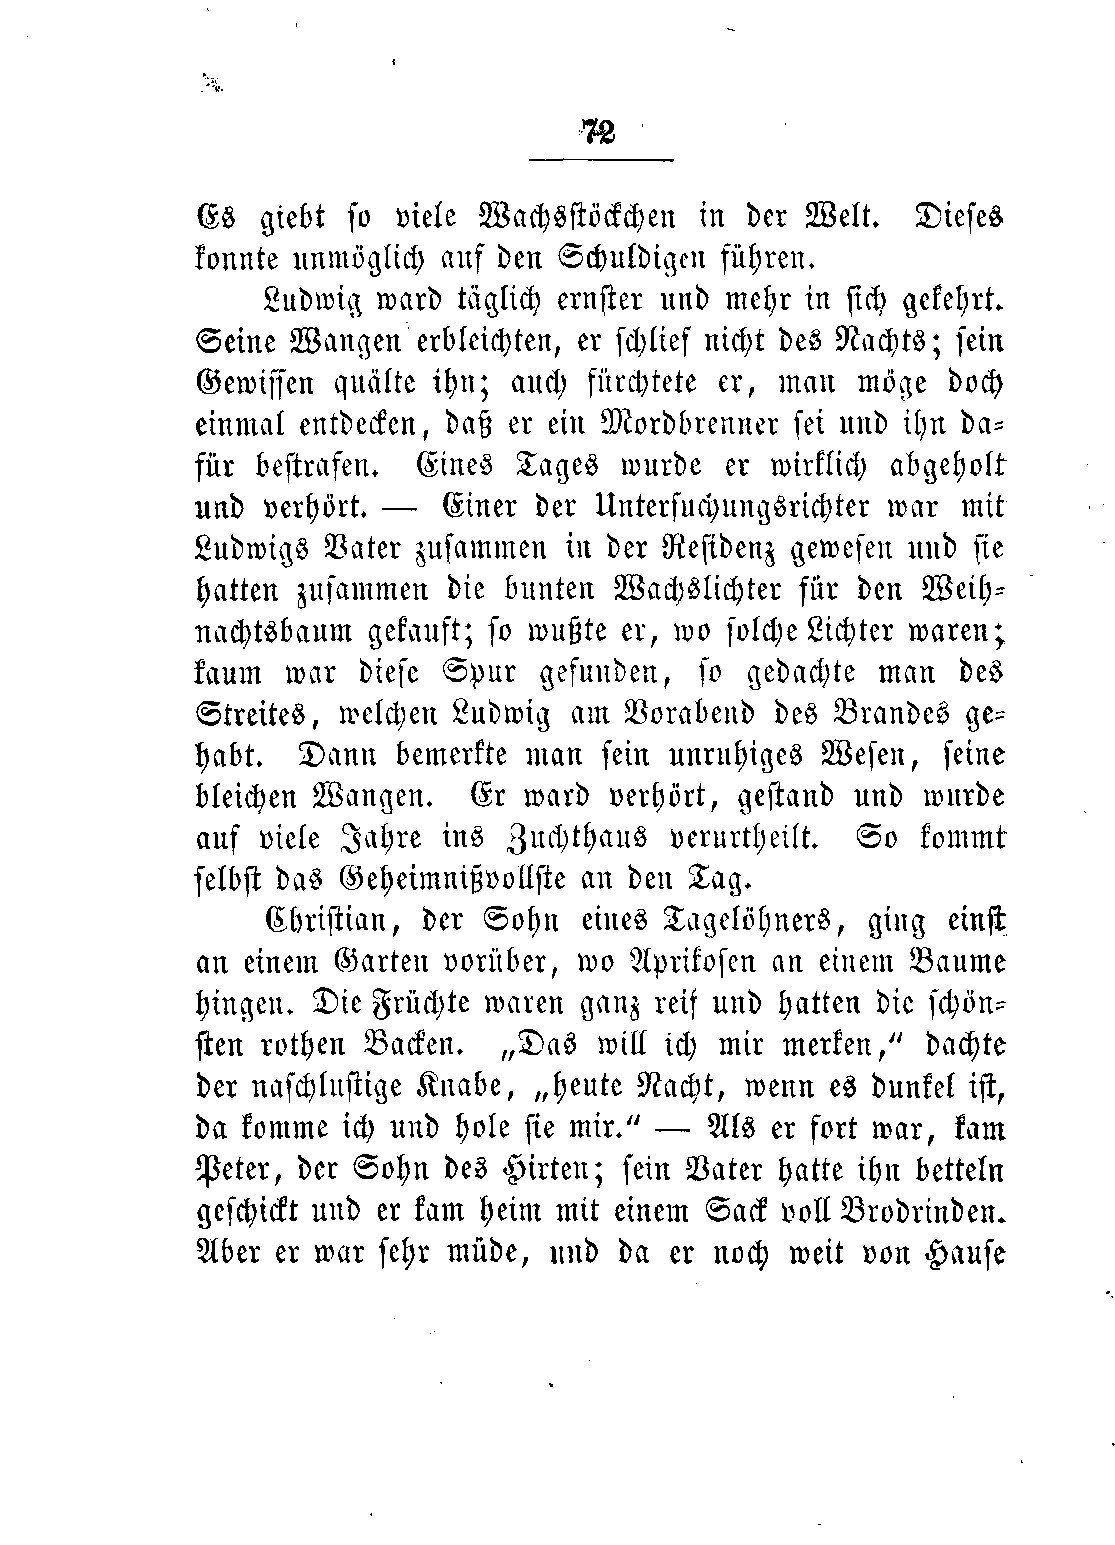 72
Es giebt so viele Wachsstöckchen in der Welt. Dieses
konnte unmöglich auf den Schuldigen führen.
Ludwig ward täglich ernster und mehr in sich gekehrt.
Seine Wangen erbleichten, er schlief nicht des Nachts; sein
Gewissen quälte ihn; auch fürchtete er, man möge doch
einmal entdecken, daß er ein Mordbrenner sei und ihn da-
für bestrafen. Eines Tages wurde er wirklich abgeholt
und verhört. — Einer der Untersuchungsrichter war mit
Ludwigs Vater zusammen in der Residenz gewesen und sie
hatten zusammen die bunten Wachslichter für den Weih-
nachtsbaum gekauft; so wußte er, wo solche Lichter waren;
kaum war diese Spur gefunden, so gedachte man des
Streites, welchen Ludwig am Vorabend des Brandes ge-
habt. Dann bemerkte man sein unruhiges Wesen, seine
bleichen Wangen. Er ward verhört, gestand und wurde
auf viele Jahre ins Zuchthaus verurtheilt. So kommt
selbst das Geheimnißvollste an den Tag.
Christian, der Sohn eines Tagelöhners, ging einst
an einem Garten vorüber, wo Aprikosen an einem Baume
hingen. Die Früchte waren ganz reif und hatten die schön-
sten rothen Backen. „Das will ich mir merken,“ dachte
der naschlustige Knabe, „heute Nacht, wenn es dunkel ist,
da komme ich und hole sie mir.“ — Als er fort war, kam
Peter, der Sohn des Hirten; sein Vater hatte ihn betteln
geschickt und er kam heim mit einem Sack voll Brodrinden.
Aber er war sehr müde, und da er noch weit von Hause